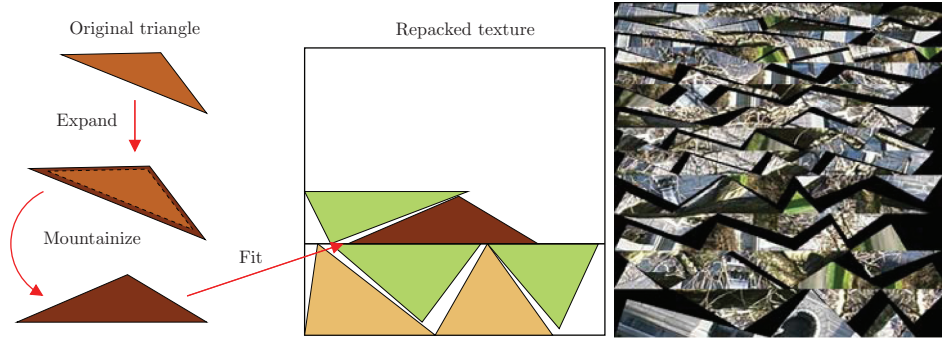 Original triangle
Expand
Mountainize
Fit
Repacked texture